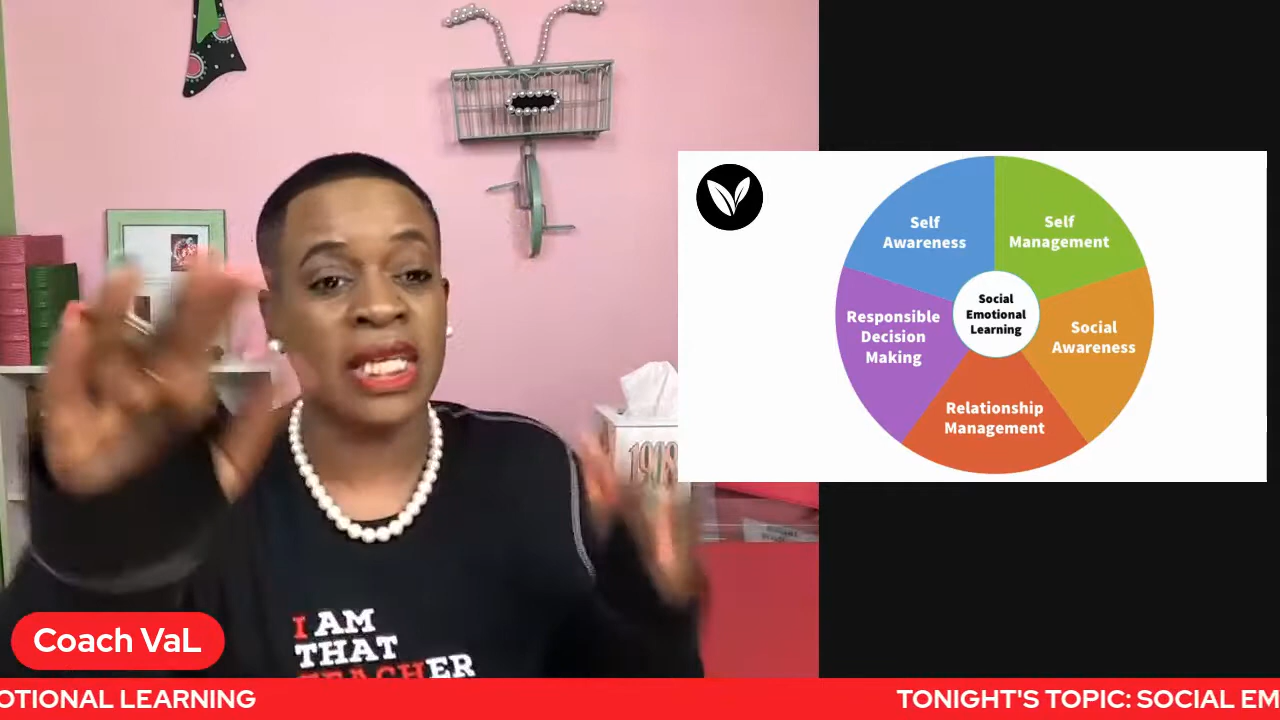 Self
Awareness
Self
Management
Social
Emotional
Learning
Responsible
Decision
Making
Social
Awareness
Relationship
Management
I AM
THAT
TEACHER
Coach VaL
OTIONAL LEARNING
TONIGHT'S TOPIC: SOCIAL EM